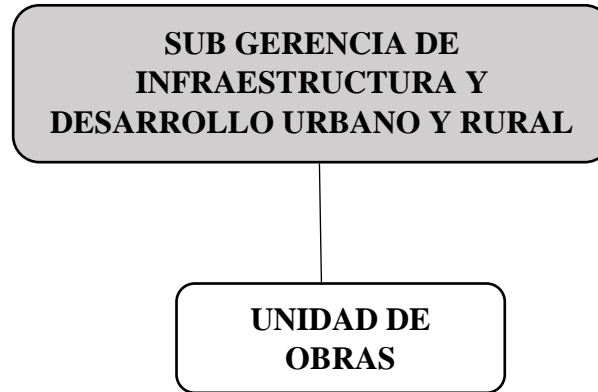 SUB GERENCIA DE
INFRAESTRUCTURA Y
DESARROLLO URBANO Y RURAL
UNIDAD DE
OBRAS